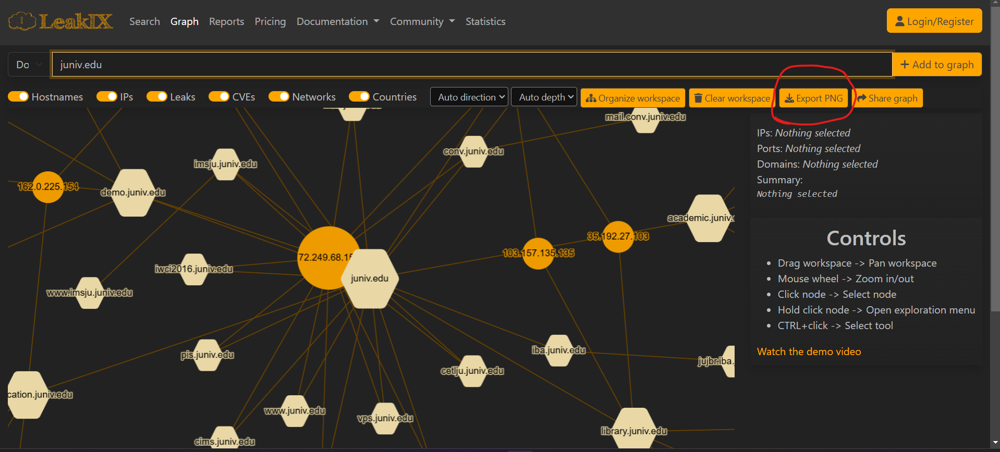 LeakIX Search Graph Reports Pricing Documentation Community Statistics Login/Register
Do juniv.edu + Add to graph
Hostnames IPs Leaks CVEs Networks Countries Auto direction Auto depth Organize workspace Clear workspace Export PNG Share graph
mail.conv.juniv.edu
conv.juniv.edu
imsju.juniv.edu
162.0.225.154
demo.juniv.edu
academic.juniv.e
35.192.27.103
103.157.135.135
72.249.68.15
iwci2016.juniv.edu
juniv.edu
www.imsju.juniv.edu
iba.juniv.edu
pis.juniv.edu
jujbr.iba.
cetlju.juniv.edu
cation.juniv.edu
www.juniv.edu
vps.juniv.edu
library.juniv.edu
cims.juniv.edu
IPs: Nothing selected
Ports: Nothing selected
Domains: Nothing selected
Summary:
Nothing selected
Controls
Drag workspace -> Pan workspace
Mouse wheel -> Zoom in/out
Click node -> Select node
Hold click node -> Open exploration menu
CTRL+click -> Select tool
Watch the demo video